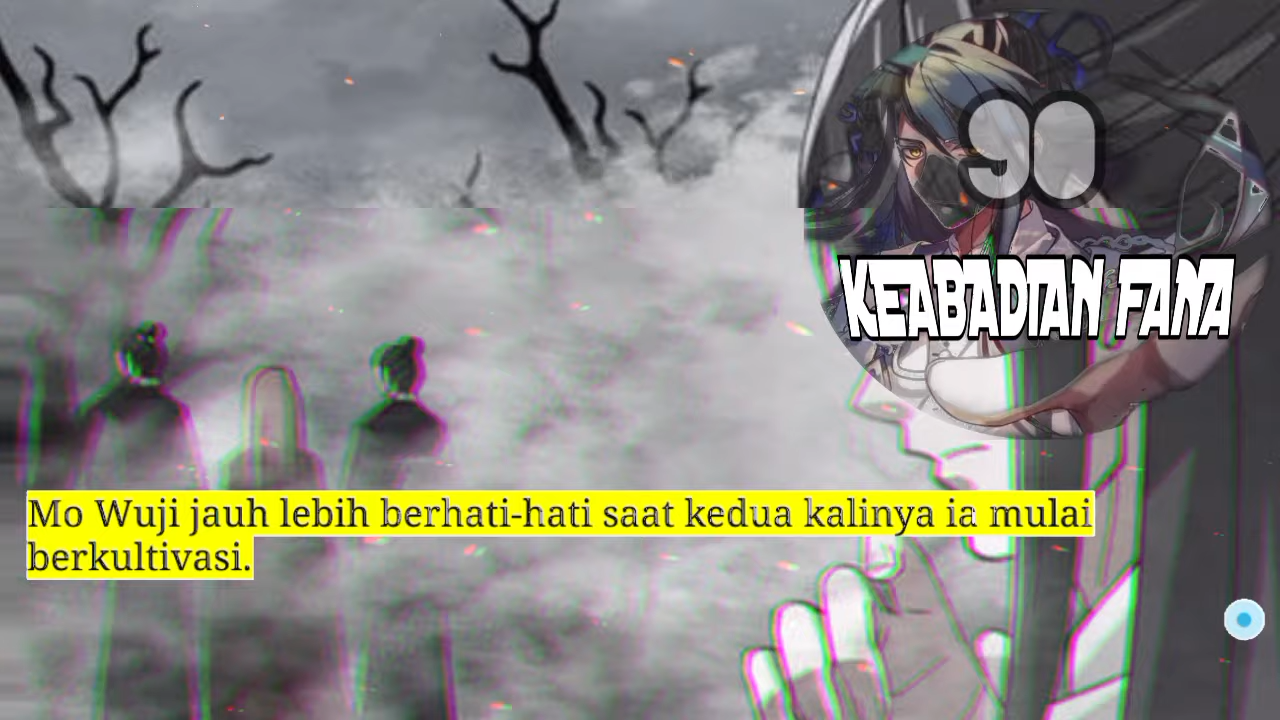 90
KEABADIAN FANA
Mo Wuji jauh lebih berhati-hati saat kedua kalinya ia mulai
berkultivasi.